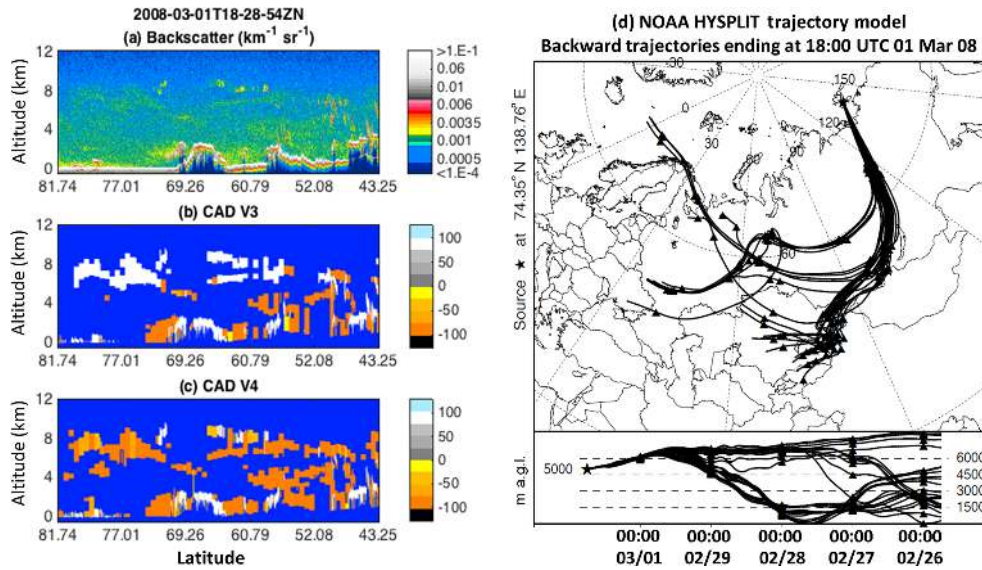 2008-03-01T18-28-54ZN
(a) Backscatter (km⁻¹ sr⁻¹)
12
8
4
0
Altitude (km)
81.74 77.01 69.26 60.79 52.08 43.25
>1.E-1
0.06
0.01
0.006
0.0035
0.001
0.0005
<1.E-4
(b) CAD V3
12
8
4
0
Altitude (km)
81.74 77.01 69.26 60.79 52.08 43.25
100
50
0
-50
-100
(c) CAD V4
12
8
4
0
Altitude (km)
81.74 77.01 69.26 60.79 52.08 43.25
100
50
0
-50
-100
Latitude
(d) NOAA HYSPLIT trajectory model
Backward trajectories ending at 18:00 UTC 01 Mar 08
Source ★ at 74.35° N 138.76° E
-30
0
30
60
120
150
60
m a.g.l.
5000
6000
4500
3000
1500
00:00 00:00 00:00 00:00 00:00
03/01 02/29 02/28 02/27 02/26